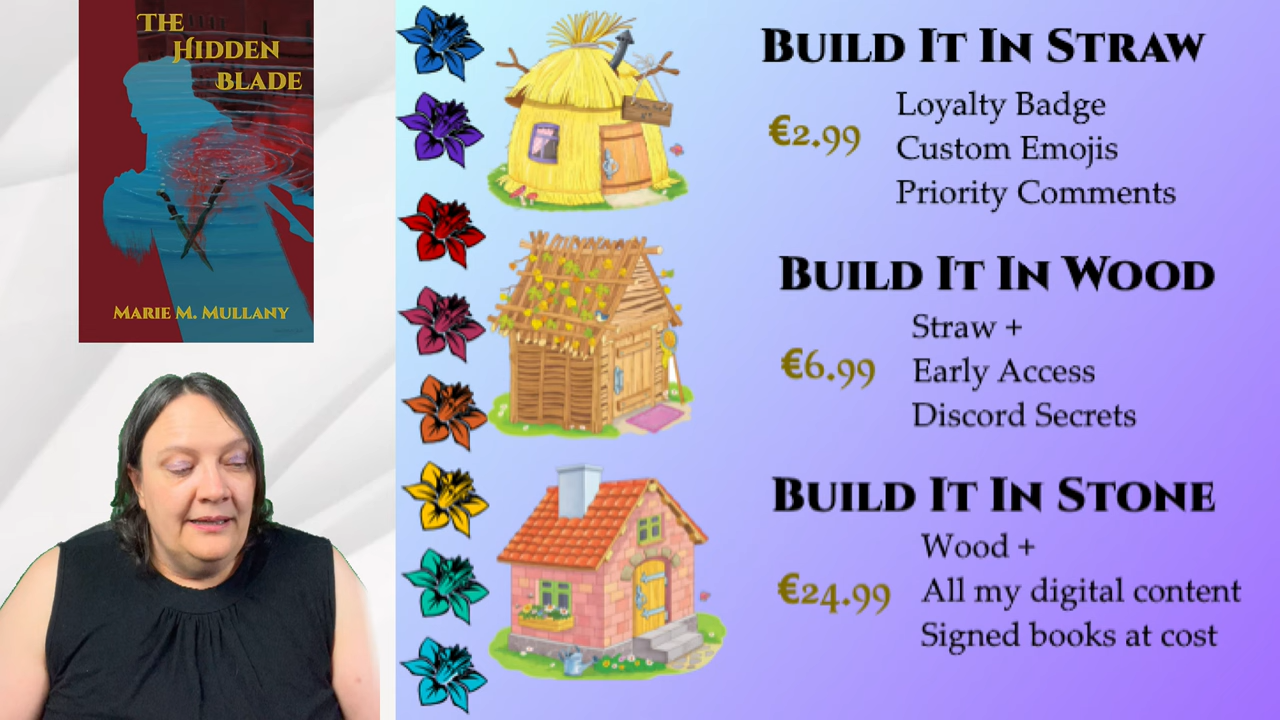 The
Hidden
Blade
Marie M. Mullany
Build It In Straw
€2.99
Loyalty Badge
Custom Emojis
Priority Comments
Build It In Wood
€6.99
Straw +
Early Access
Discord Secrets
Build It In Stone
€24.99
Wood +
All my digital content
Signed books at cost